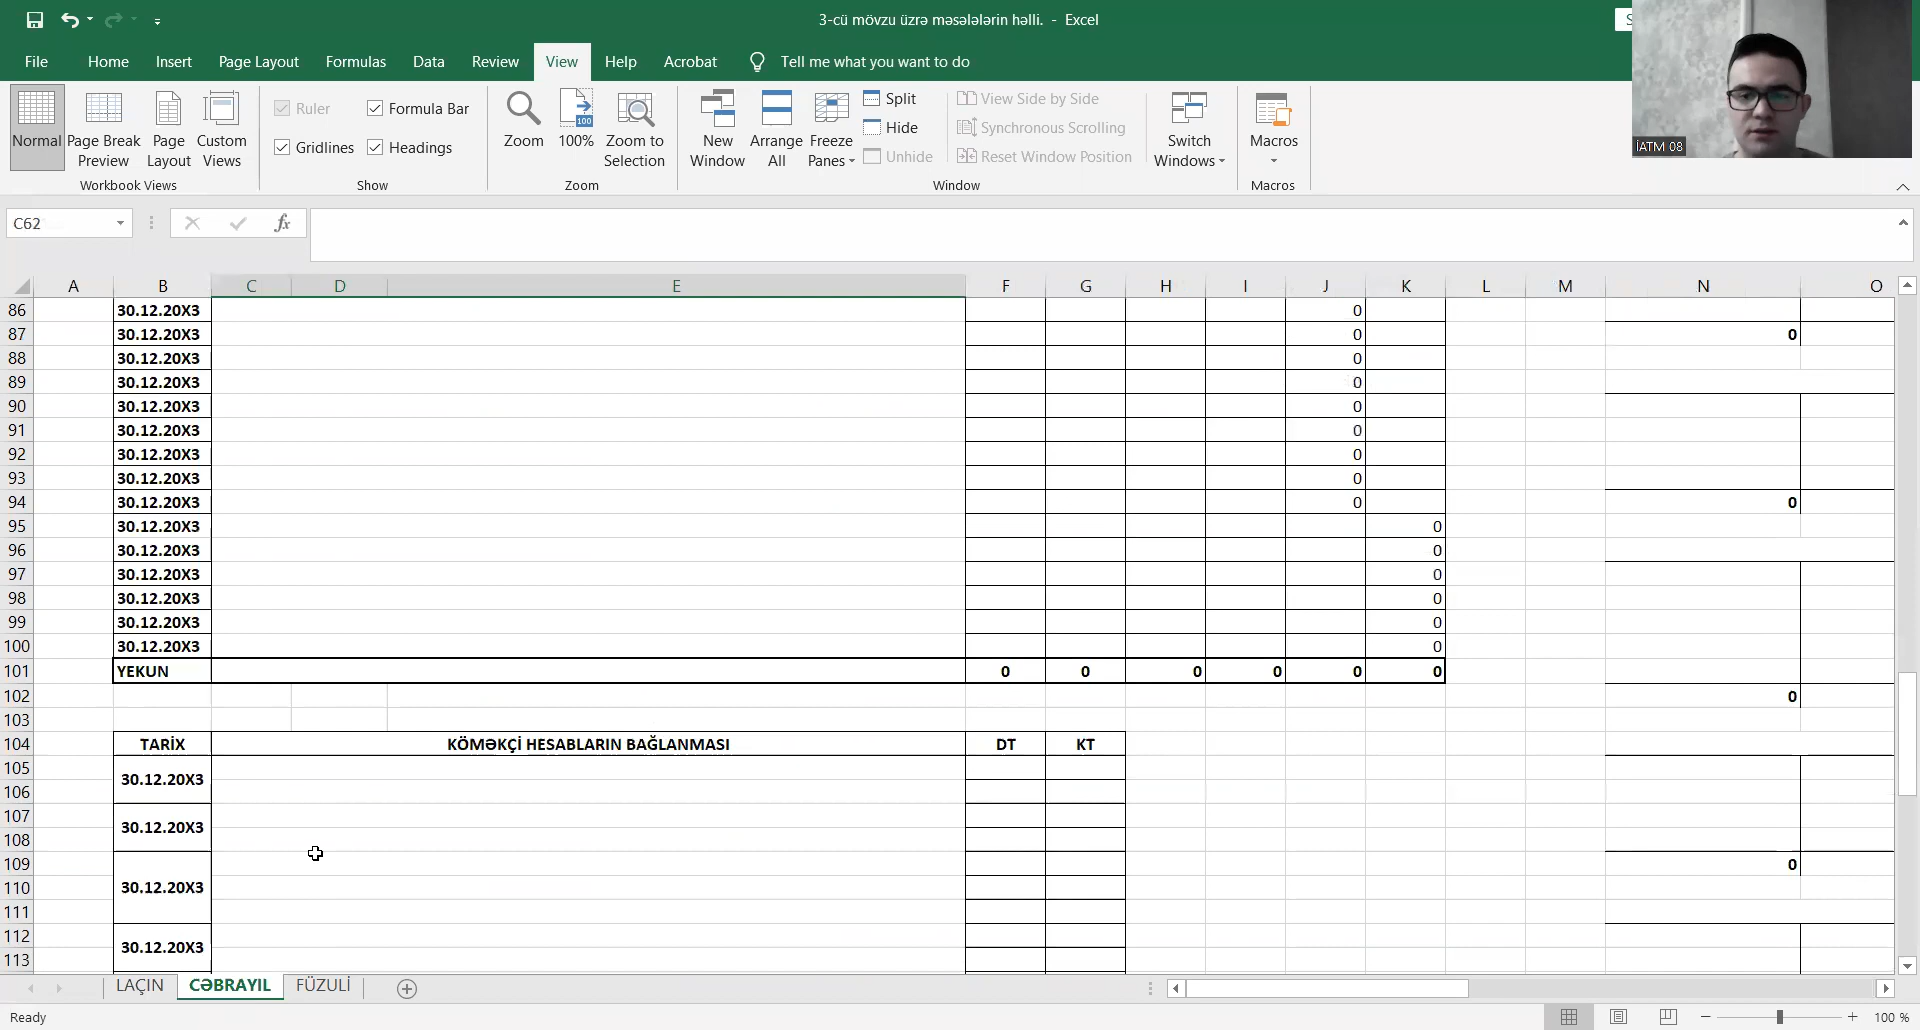 3-cü mövzu üzrə məsələlərin həlli. - Excel
File Home Insert Page Layout Formulas Data Review View Help Acrobat Tell me what you want to do
Normal
Page Break Preview
Page Layout
Custom Views
Workbook Views
Ruler
Formula Bar
Gridlines
Headings
Show
Zoom
100
100%
Zoom to Selection
Zoom
New Window
Arrange All
Freeze Panes
Split
Hide
Unhide
View Side by Side
Synchronous Scrolling
Reset Window Position
Window
Switch Windows
Macros
Macros
İATM 08
C62
fx
A B C D E F G H I J K L M N O
86 30.12.20X3 0
87 30.12.20X3 0 0
88 30.12.20X3 0
89 30.12.20X3 0
90 30.12.20X3 0
91 30.12.20X3 0
92 30.12.20X3 0
93 30.12.20X3 0
94 30.12.20X3 0 0
95 30.12.20X3 0
96 30.12.20X3 0
97 30.12.20X3 0
98 30.12.20X3 0
99 30.12.20X3 0
100 30.12.20X3 0
101 YEKUN 0 0 0 0 0 0
102 0
103
104 TARİX KÖMƏKÇİ HESABLARIN BAĞLANMASI DT KT
105
30.12.20X3
106
107
30.12.20X3
108
109 0
110 30.12.20X3
111
112
30.12.20X3
113
LAÇIN CƏBRAYIL FÜZULİ
Ready 100 %